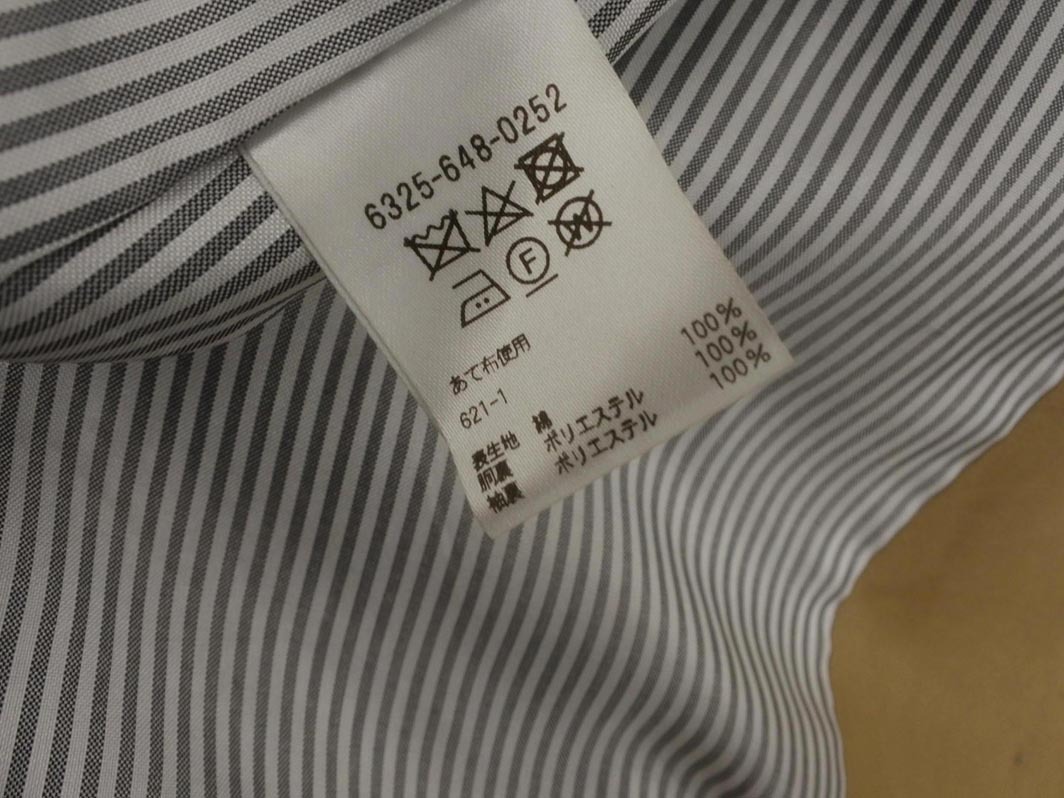 6325-648-0252
F W
あて布使用
621-1
表生地 綿 100%
胴裏 ポリエステル 100%
袖裏 ポリエステル 100%